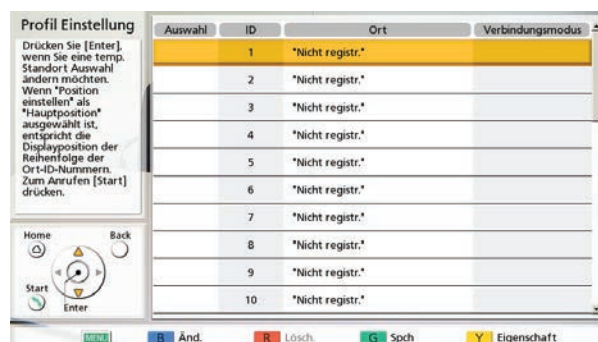 Profil Einstellung
Drücken Sie [Enter],
wenn Sie eine temp.
Standort Auswahl
ändern möchten.
Wenn "Position
einstellen" als
"Hauptposition"
ausgewählt ist,
entspricht die
Displayposition der
Reihenfolge der
Ort-ID-Nummern.
Zum Anrufen [Start]
drücken.
Home Back
Start
Enter
Auswahl ID Ort Verbindungsmodus
1 "Nicht registr."
2 "Nicht registr."
3 "Nicht registr."
4 "Nicht registr."
5 "Nicht registr."
6 "Nicht registr."
7 "Nicht registr."
8 "Nicht registr."
9 "Nicht registr."
10 "Nicht registr."
MENU B Änd. R Lösch. G Spch Y Eigenschaft